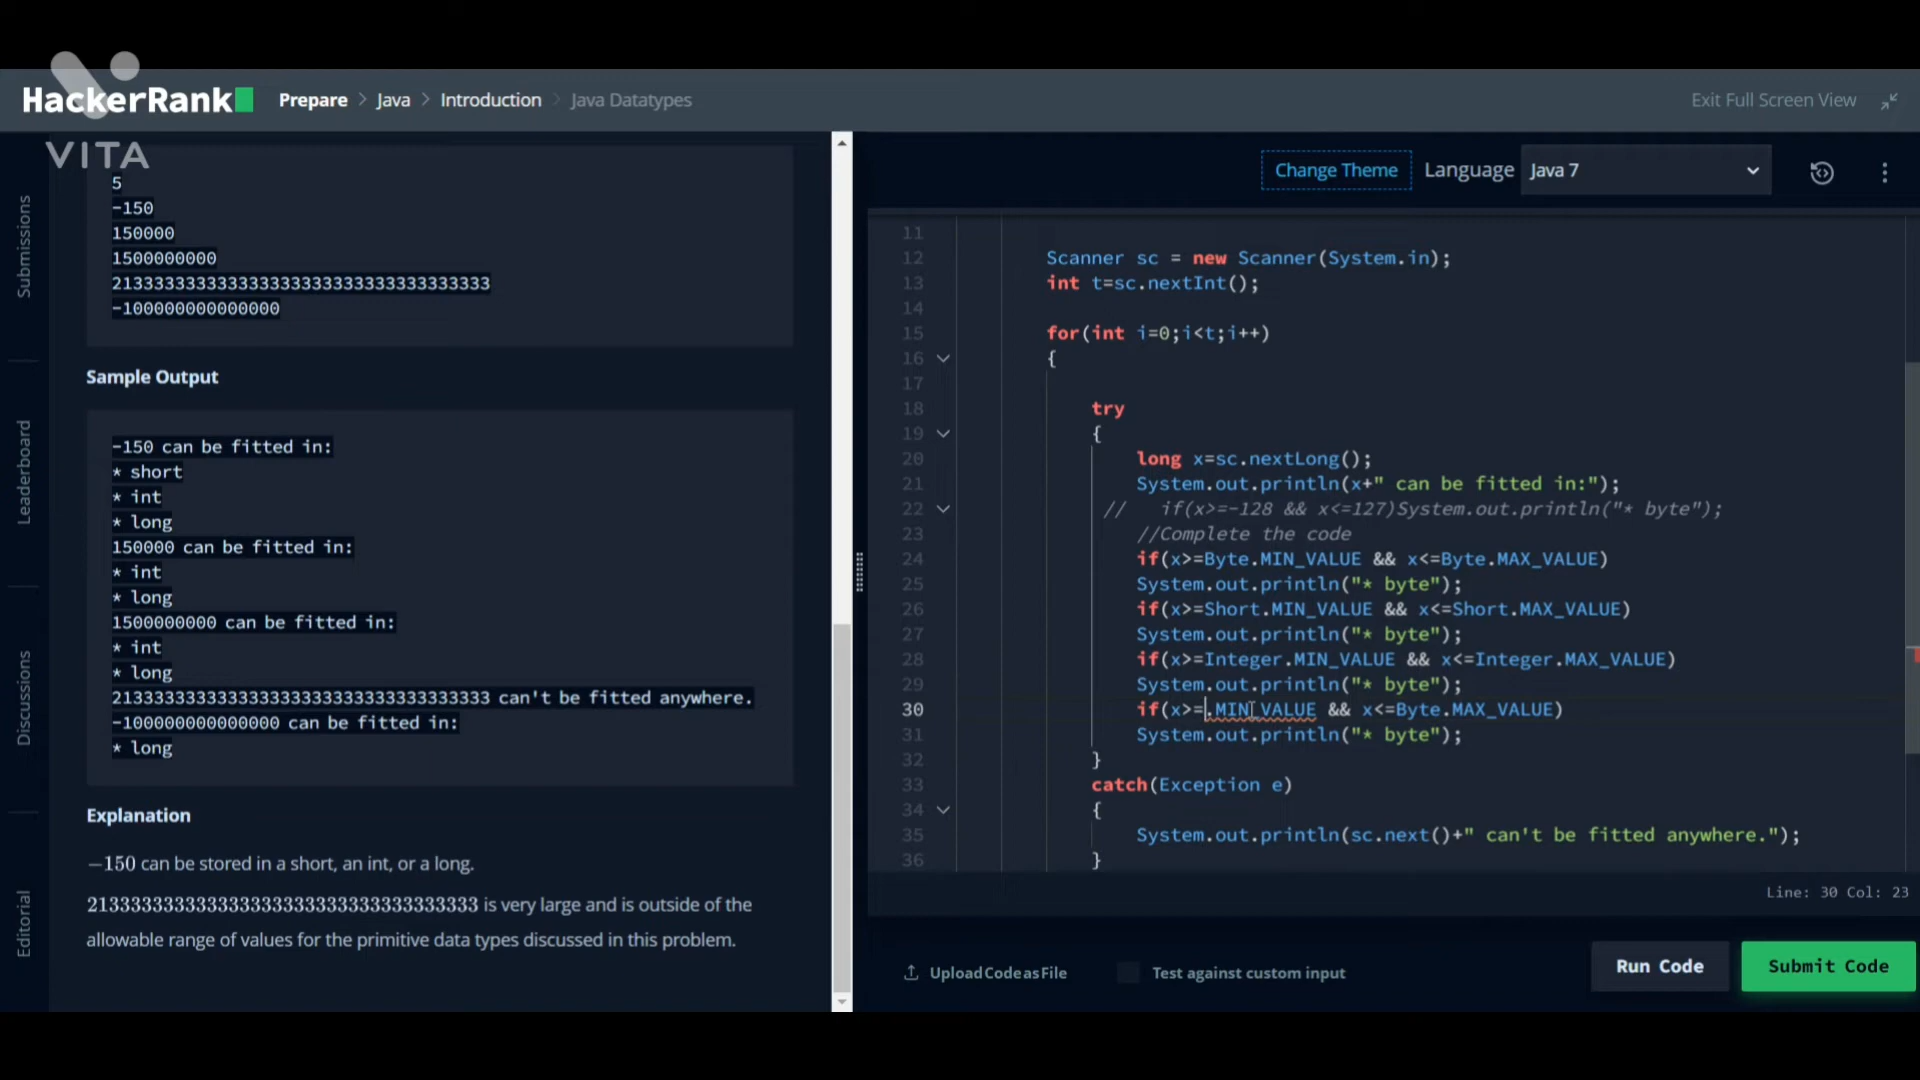 HackerRank
Prepare > Java > Introduction > Java Datatypes
Exit Full Screen View
VITA
Submissions
Leaderboard
Discussions
Editorial
5
-150
150000
1500000000
213333333333333333333333333333333333
-100000000000000
Sample Output
-150 can be fitted in:
* short
* int
* long
150000 can be fitted in:
* int
* long
1500000000 can be fitted in:
* int
* long
213333333333333333333333333333333333 can't be fitted anywhere.
-100000000000000 can be fitted in:
* long
Explanation
−150 can be stored in a short, an int, or a long.
213333333333333333333333333333333333 is very large and is outside of the
allowable range of values for the primitive data types discussed in this problem.
Change Theme Language Java 7
11
12 Scanner sc = new Scanner(System.in);
13 int t=sc.nextInt();
14
15 for(int i=0;i<t;i++)
16 {
17
18 try
19 {
20 long x=sc.nextLong();
21 System.out.println(x+" can be fitted in:");
22 // if(x>=-128 && x<=127)System.out.println("* byte");
23 //Complete the code
24 if(x>=Byte.MIN_VALUE && x<=Byte.MAX_VALUE)
25 System.out.println("* byte");
26 if(x>=Short.MIN_VALUE && x<=Short.MAX_VALUE)
27 System.out.println("* byte");
28 if(x>=Integer.MIN_VALUE && x<=Integer.MAX_VALUE)
29 System.out.println("* byte");
30 if(x>=.MIN_VALUE && x<=Byte.MAX_VALUE)
31 System.out.println("* byte");
32 }
33 catch(Exception e)
34 {
35 System.out.println(sc.next()+" can't be fitted anywhere.");
36 }
Line: 30 Col: 23
Upload Code as File Test against custom input
Run Code Submit Code